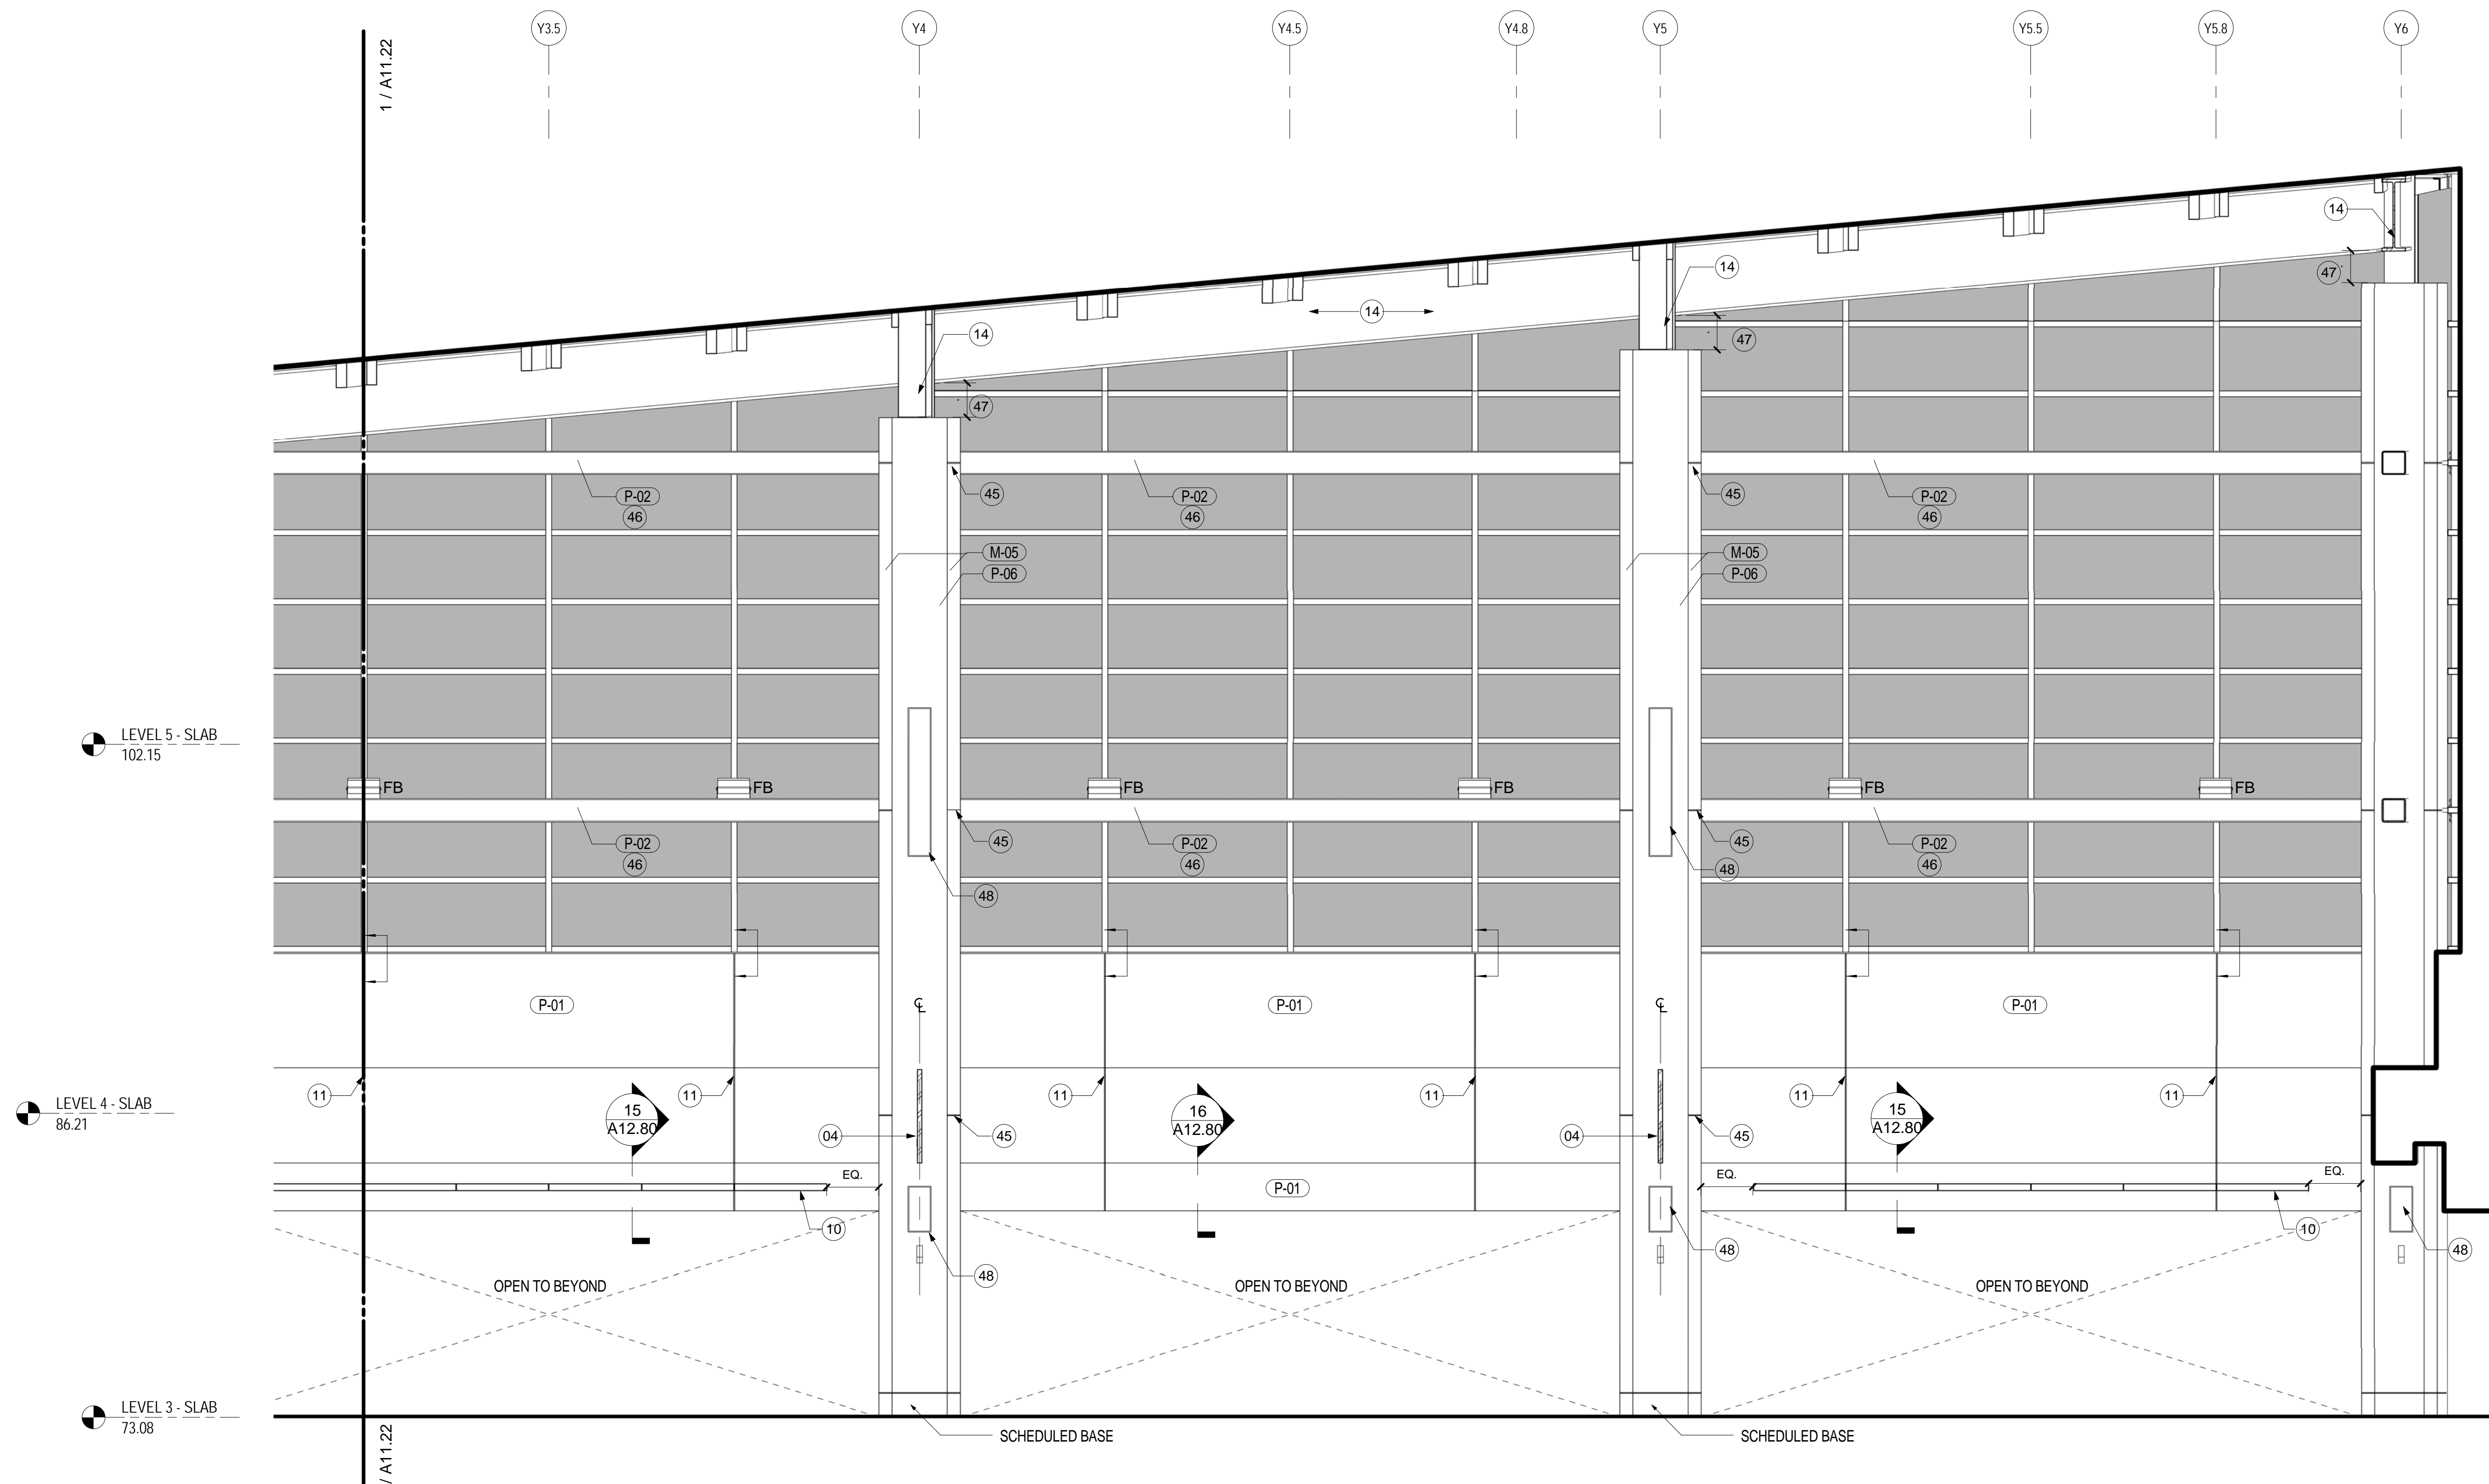 Y3.5
Y4
Y4.5
Y4.8
Y5
Y5.5
Y5.8
Y6
1 / A11.22
14
14
14
14
47
47
47
P-02
46
45
P-02
46
45
P-02
46
M-05
P-06
M-05
P-06
LEVEL 5 - SLAB
102.15
FB
FB
FB
FB
FB
FB
P-02
46
45
P-02
46
45
P-02
46
48
48
P-01
℄
P-01
℄
P-01
LEVEL 4 - SLAB
86.21
11
11
11
11
11
11
15
A12.80
16
A12.80
15
A12.80
04
45
04
45
EQ.
EQ.
EQ.
P-01
10
10
48
48
48
OPEN TO BEYOND
OPEN TO BEYOND
OPEN TO BEYOND
LEVEL 3 - SLAB
73.08
SCHEDULED BASE
SCHEDULED BASE
/ A11.22